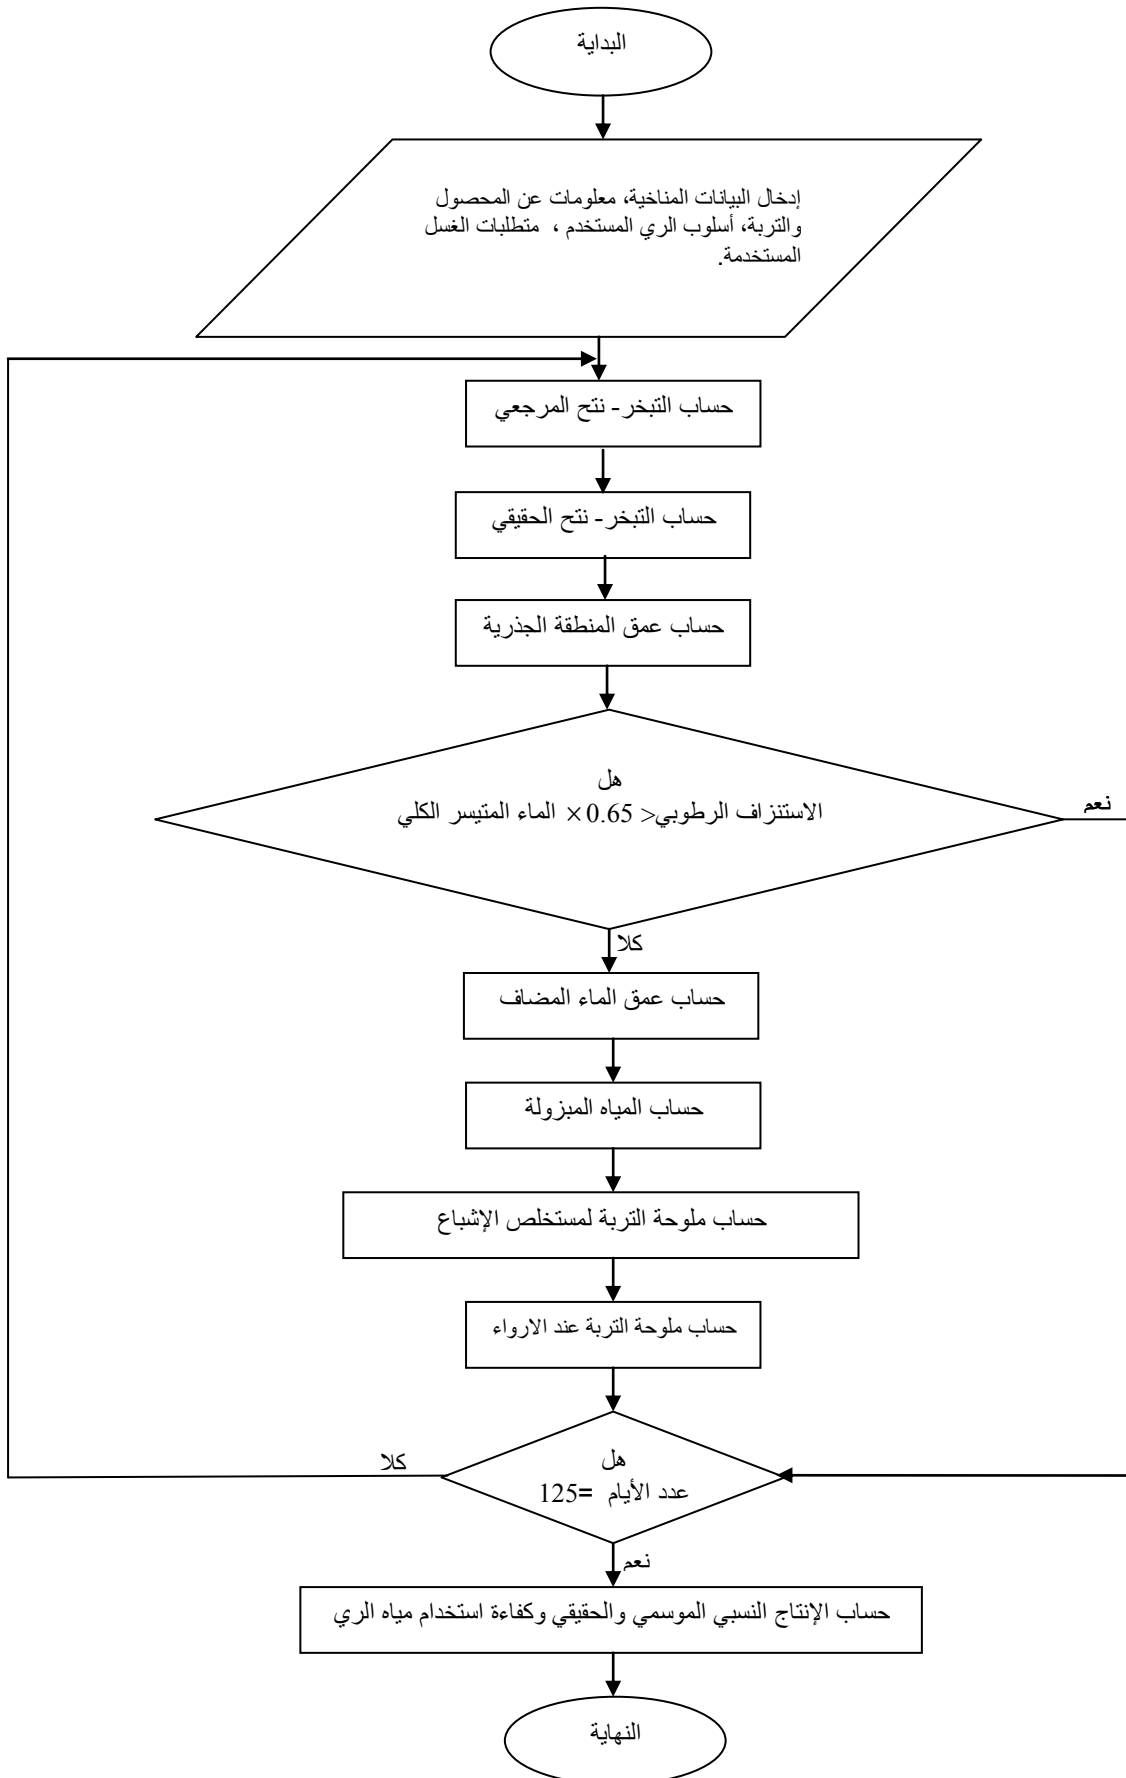 البداية
إدخال البيانات المناخية، معلومات عن المحصول
والتربة، أسلوب الري المستخدم ، متطلبات الغسل
المستخدمة.
حساب التبخر- نتح المرجعي
حساب التبخر- نتح الحقيقي
حساب عمق المنطقة الجذرية
هل
الاستنزاف الرطوبي< 0.65 × الماء المتيسر الكلي
نعم
كلا
حساب عمق الماء المضاف
حساب المياه المبزولة
حساب ملوحة التربة لمستخلص الإشباع
حساب ملوحة التربة عند الارواء
هل
عدد الأيام =125
كلا
نعم
حساب الإنتاج النسبي الموسمي والحقيقي وكفاءة استخدام مياه الري
النهاية